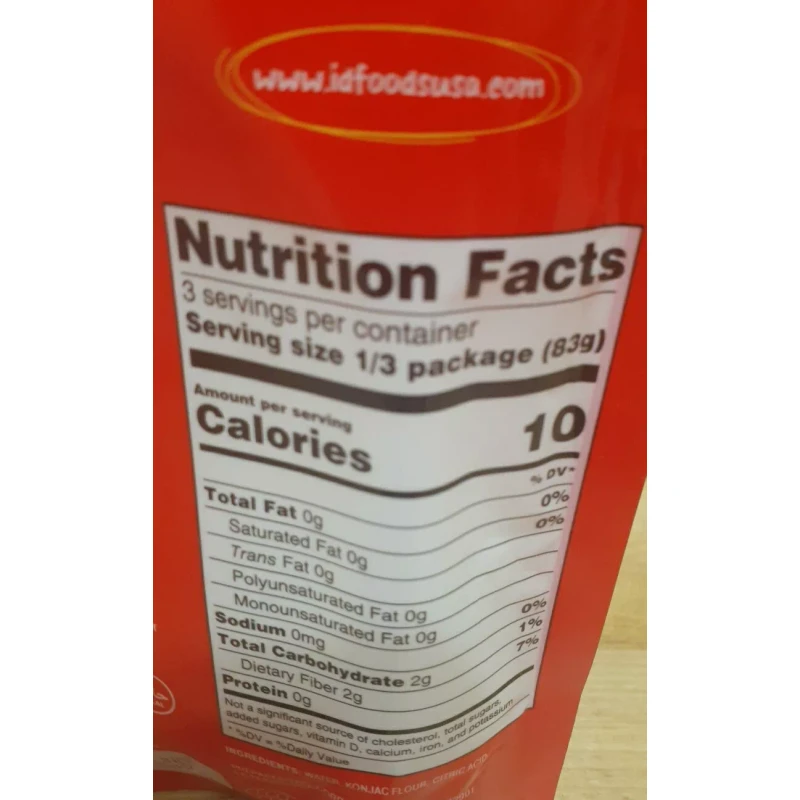 www.idfoodsusa.com
Nutrition Facts
3 servings per container
Serving size 1/3 package (83g)
Amount per serving
Calories 10
% DV*
Total Fat 0g 0%
Saturated Fat 0g 0%
Trans Fat 0g
Polyunsaturated Fat 0g
Monounsaturated Fat 0g
Sodium 0mg 0%
Total Carbohydrate 2g 1%
Dietary Fiber 2g 7%
Protein 0g
Not a significant source of cholesterol, total sugars,
added sugars, vitamin D, calcium, iron, and potassium
* %DV = %Daily Value
INGREDIENTS: WATER, KONJAC FLOUR, CITRIC ACID